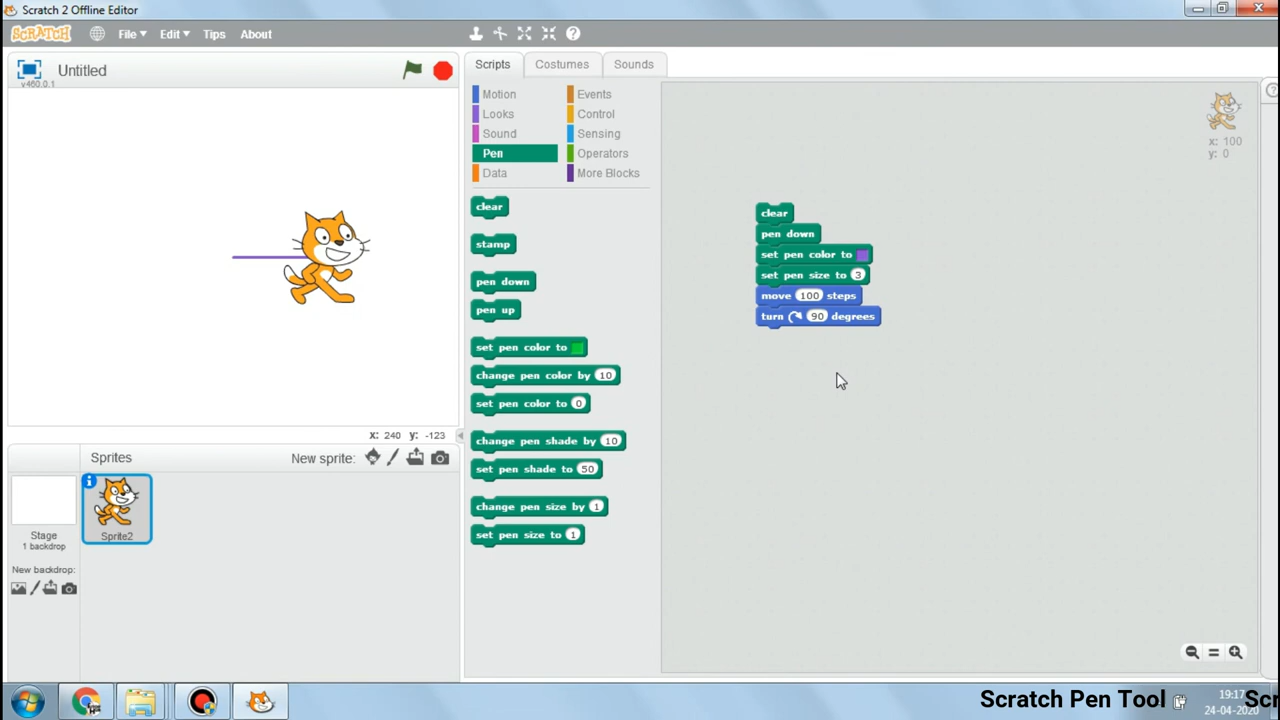 Scratch 2 Offline Editor
SCRATCH File Edit Tips About
Untitled
v460.0.1
Scripts Costumes Sounds
Motion Events
Looks Control
Sound Sensing
Pen Operators
Data More Blocks
clear
stamp
pen down
pen up
set pen color to
change pen color by 10
set pen color to 0
change pen shade by 10
set pen shade to 50
change pen size by 1
set pen size to 1
clear
pen down
set pen color to
set pen size to 3
move 100 steps
turn 90 degrees
x: 100
y: 0
x: 240 y: -123
Sprites New sprite:
Stage
1 backdrop
New backdrop:
Sprite2
Scratch Pen Tool
19:17
24-04-2020
Scr